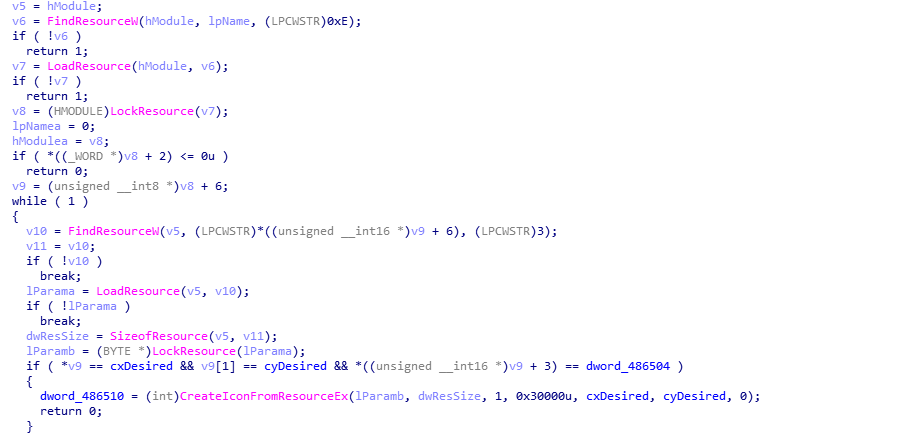 v5 = hModule;
v6 = FindResourceW(hModule, lpName, (LPCWSTR)0xE);
if ( !v6 )
return 1;
v7 = LoadResource(hModule, v6);
if ( !v7 )
return 1;
v8 = (HMODULE)LockResource(v7);
lpNamea = 0;
hModulea = v8;
if ( *((_WORD *)v8 + 2) <= 0u )
return 0;
v9 = (unsigned __int8 *)v8 + 6;
while ( 1 )
{
v10 = FindResourceW(v5, (LPCWSTR)*((unsigned __int16 *)v9 + 6), (LPCWSTR)3);
v11 = v10;
if ( !v10 )
break;
lParama = LoadResource(v5, v10);
if ( !lParama )
break;
dwResSize = SizeofResource(v5, v11);
lParamb = (BYTE *)LockResource(lParama);
if ( *v9 == cxDesired && v9[1] == cyDesired && *((unsigned __int16 *)v9 + 3) == dword_486504 )
{
dword_486510 = (int)CreateIconFromResourceEx(lParamb, dwResSize, 1, 0x30000u, cxDesired, cyDesired, 0);
return 0;
}